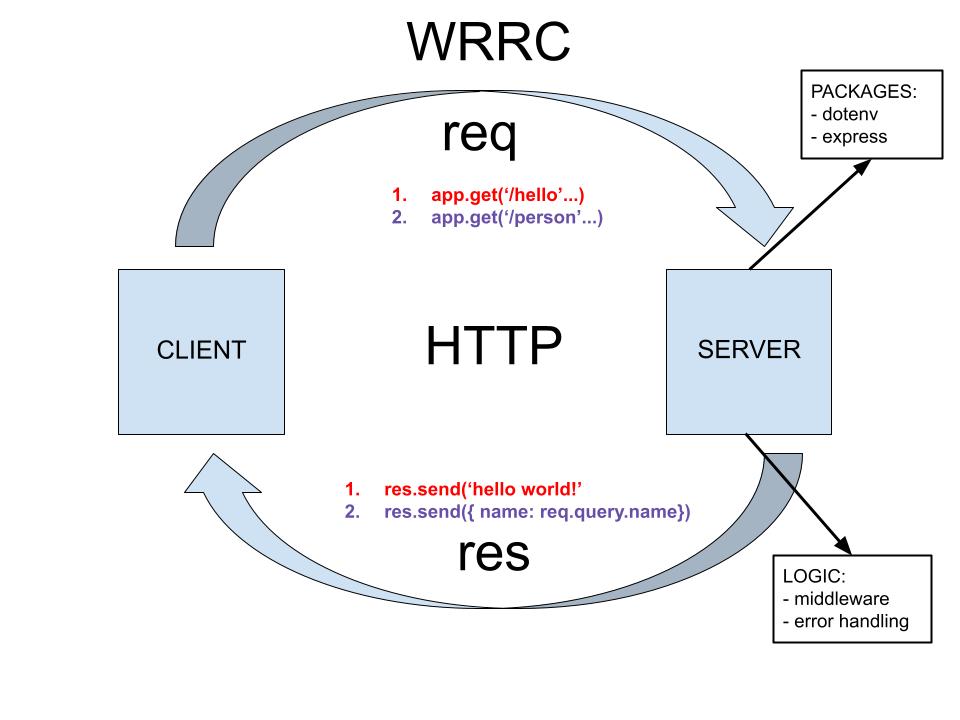 WRRC
req
PACKAGES:
- dotenv
- express
1. app.get(‘/hello’...)
2. app.get(‘/person’...)
CLIENT
HTTP
SERVER
1. res.send(‘hello world!’
2. res.send({ name: req.query.name})
res
LOGIC:
- middleware
- error handling